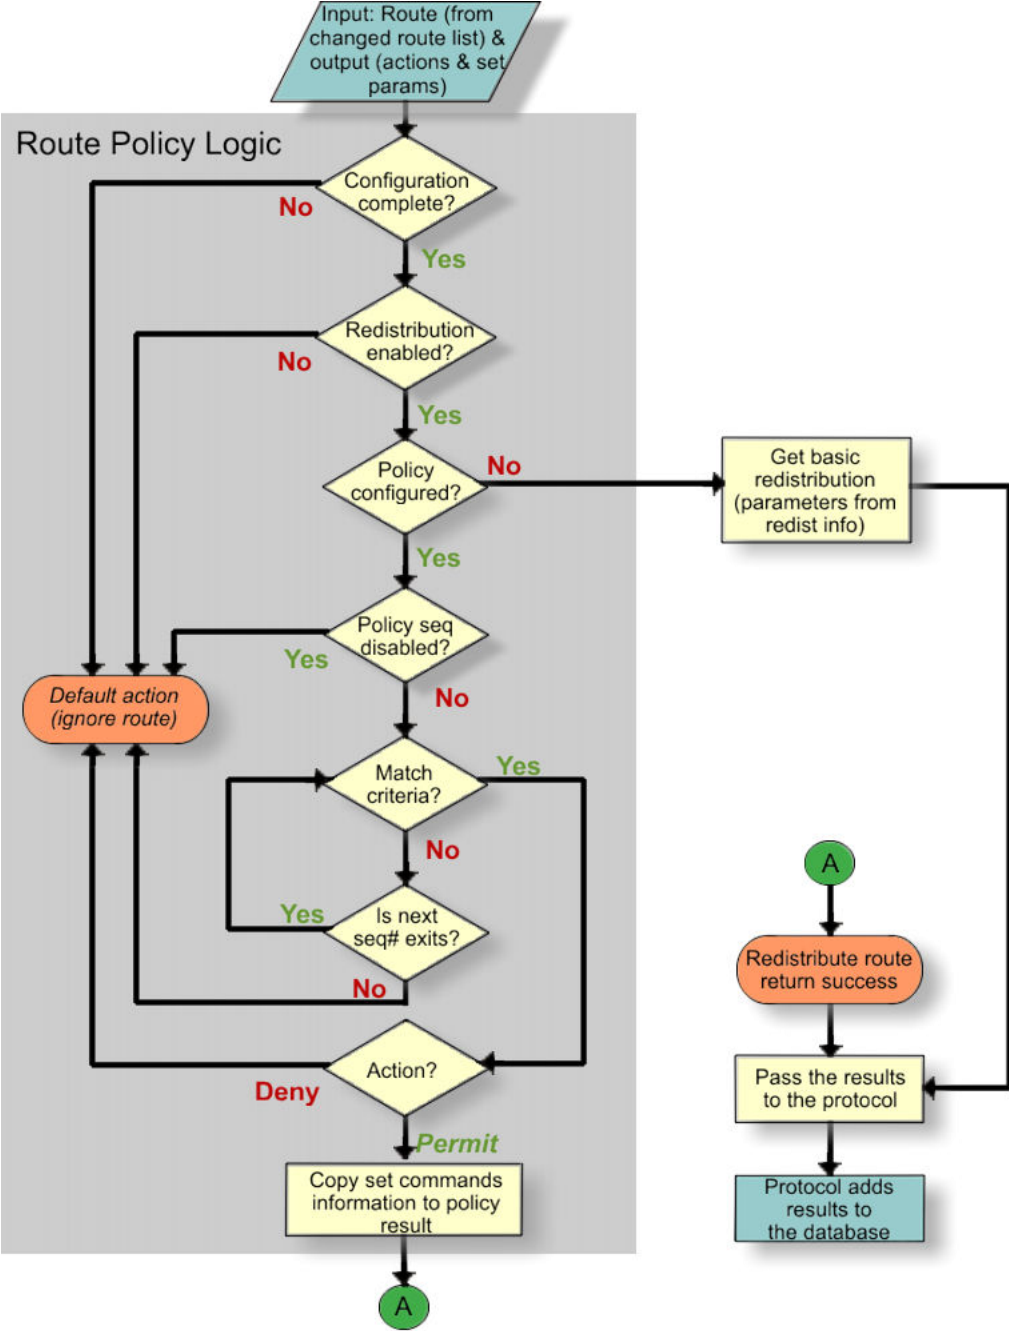 Input: Route (from
changed route list) &
output (actions & set
params)
Route Policy Logic
Configuration
complete?
No
Yes
Redistribution
enabled?
No
Yes
Policy
configured?
No
Get basic
redistribution
(parameters from
redist info)
Yes
Policy seq
disabled?
Yes
No
Default action
(ignore route)
Match
criteria?
Yes
No
Is next
seq# exits?
Yes
No
Action?
Deny
Permit
Copy set commands
information to policy
result
A
A
Redistribute route
return success
Pass the results
to the protocol
Protocol adds
results to
the database